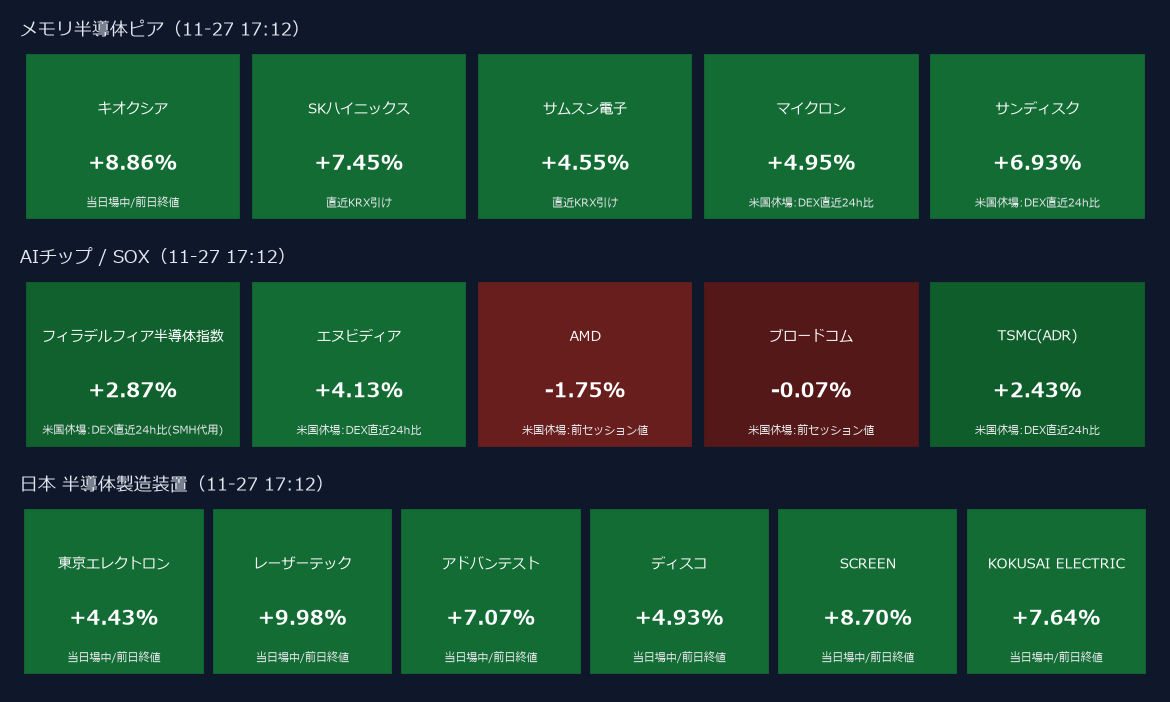 メモリ半導体ピア（11-27 17:12）
キオクシア
+8.86%
当日場中/前日終値
SKハイニックス
+7.45%
直近KRX引け
サムスン電子
+4.55%
直近KRX引け
マイクロン
+4.95%
米国休場:DEX直近24h比
サンディスク
+6.93%
米国休場:DEX直近24h比
AIチップ / SOX（11-27 17:12）
フィラデルフィア半導体指数
+2.87%
米国休場:DEX直近24h比(SMH代用)
エヌビディア
+4.13%
米国休場:DEX直近24h比
AMD
-1.75%
米国休場:前セッション値
ブロードコム
-0.07%
米国休場:前セッション値
TSMC(ADR)
+2.43%
米国休場:DEX直近24h比
日本 半導体製造装置（11-27 17:12）
東京エレクトロン
+4.43%
当日場中/前日終値
レーザーテック
+9.98%
当日場中/前日終値
アドバンテスト
+7.07%
当日場中/前日終値
ディスコ
+4.93%
当日場中/前日終値
SCREEN
+8.70%
当日場中/前日終値
KOKUSAI ELECTRIC
+7.64%
当日場中/前日終値